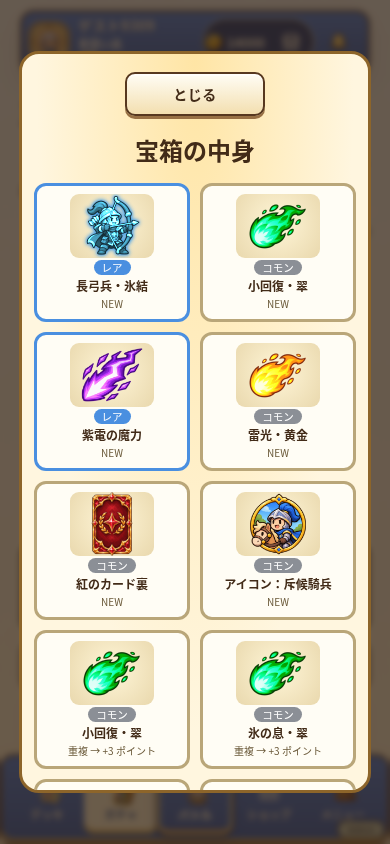 とじる
宝箱の中身
レア
長弓兵・氷結
NEW
コモン
小回復・翠
NEW
レア
紫電の魔力
NEW
コモン
雷光・黄金
NEW
コモン
紅のカード裏
NEW
コモン
アイコン：斥候騎兵
NEW
コモン
小回復・翠
重複 → +3 ポイント
コモン
氷の息・翠
重複 → +3 ポイント